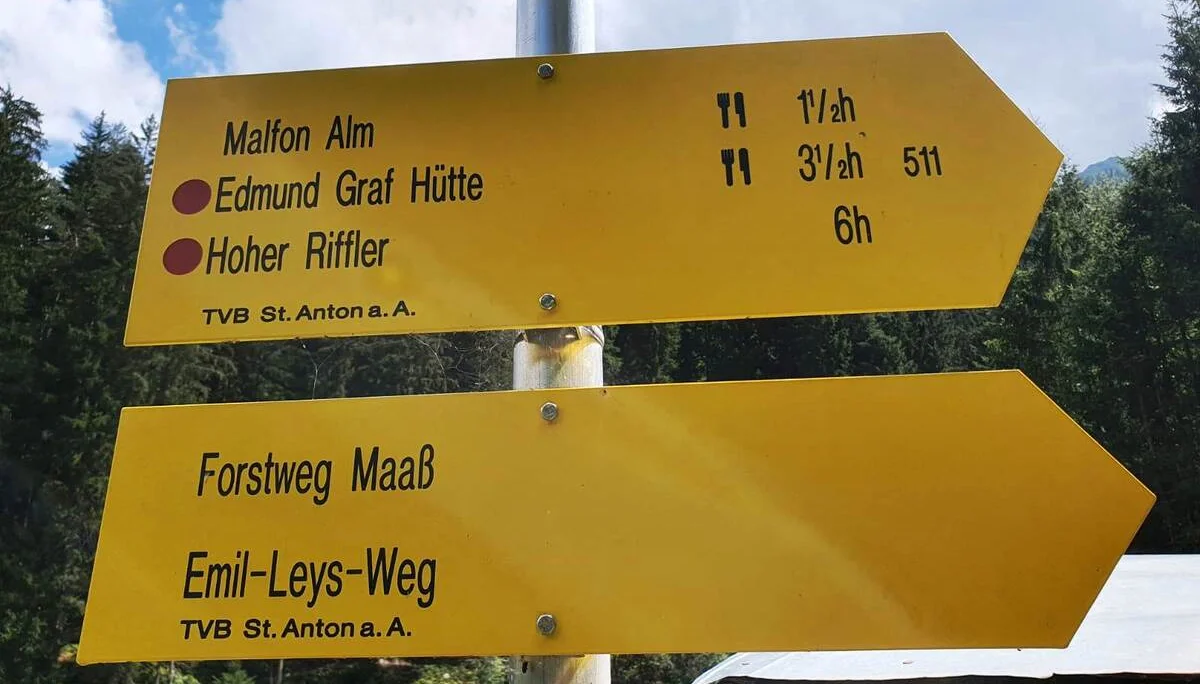 Malfon Alm 1½h
Edmund Graf Hütte 3½h 511
Hoher Riffler 6h
TVB St. Anton a. A.
Forstweg Maaß
Emil-Leys-Weg
TVB St. Anton a. A.